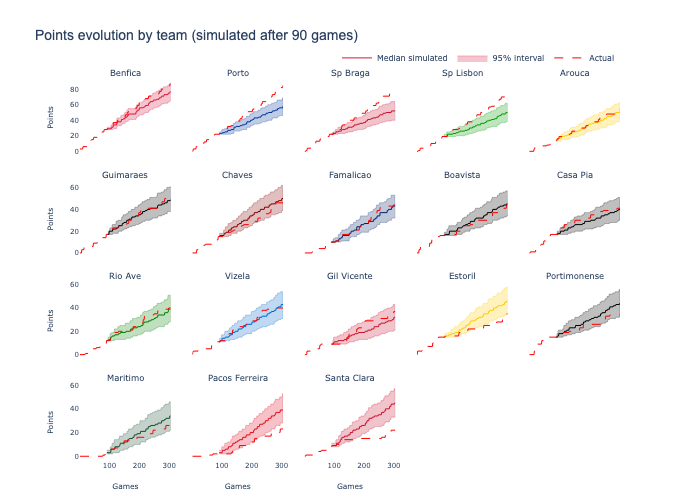 Points evolution by team (simulated after 90 games)
Median simulated 95% interval Actual
Benfica Porto Sp Braga Sp Lisbon Arouca
Points
80
60
40
20
0
Guimaraes Chaves Famalicao Boavista Casa Pia
Points
60
40
20
0
Rio Ave Vizela Gil Vicente Estoril Portimonense
Points
60
40
20
0
Maritimo Pacos Ferreira Santa Clara
Points
60
40
20
0
100 200 300 100 200 300 100 200 300
Games Games Games